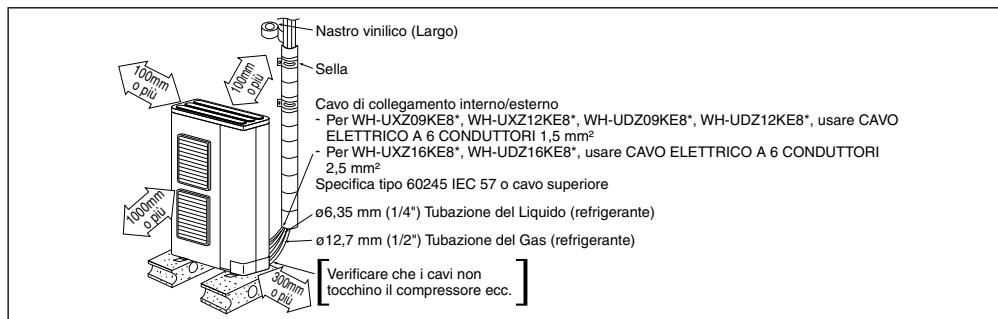 Nastro vinilico (Largo)
Sella
100mm
o più
100mm
o più
Cavo di collegamento interno/esterno
- Per WH-UXZ09KE8*, WH-UXZ12KE8*, WH-UDZ09KE8*, WH-UDZ12KE8*, usare CAVO
ELETTRICO A 6 CONDUTTORI 1,5 mm²
- Per WH-UXZ16KE8*, WH-UDZ16KE8*, usare CAVO ELETTRICO A 6 CONDUTTORI
2,5 mm²
Specifica tipo 60245 IEC 57 o cavo superiore
1000mm
o più
ø6,35 mm (1/4") Tubazione del Liquido (refrigerante)
ø12,7 mm (1/2") Tubazione del Gas (refrigerante)
Verificare che i cavi non
tocchino il compressore ecc.
300mm
o più